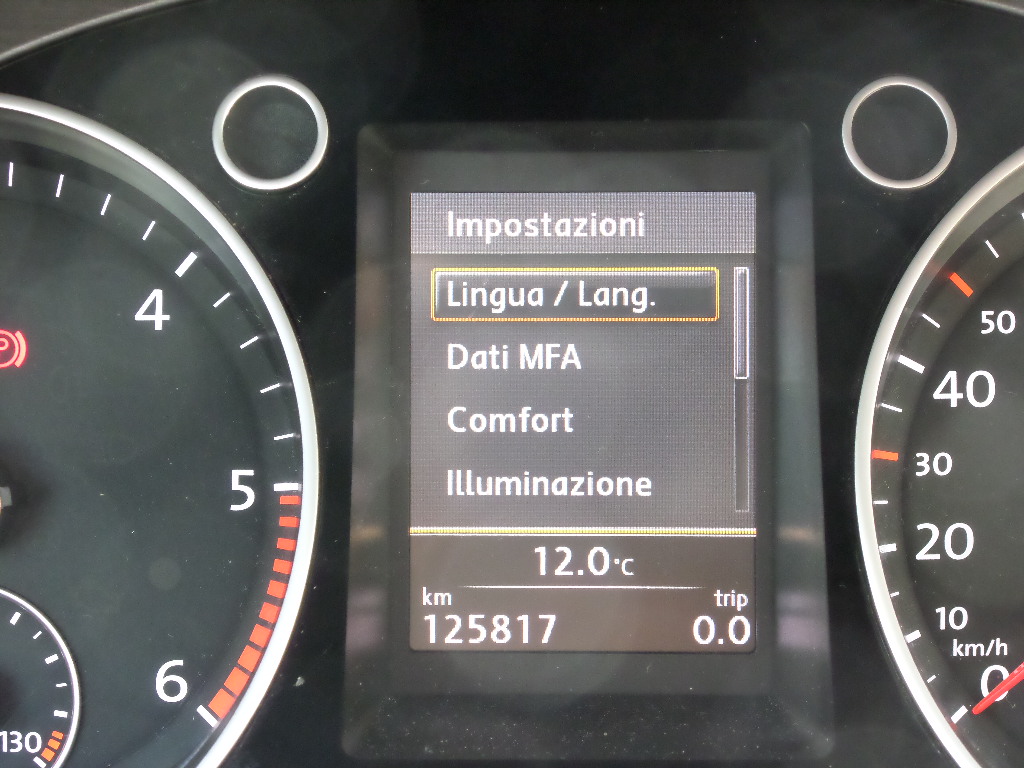 Impostazioni
Lingua / Lang.
Dati MFA
Comfort
Illuminazione
12.0 °C
km trip
125817 0.0
4
5
6
130
50
40
30
20
10
km/h
0